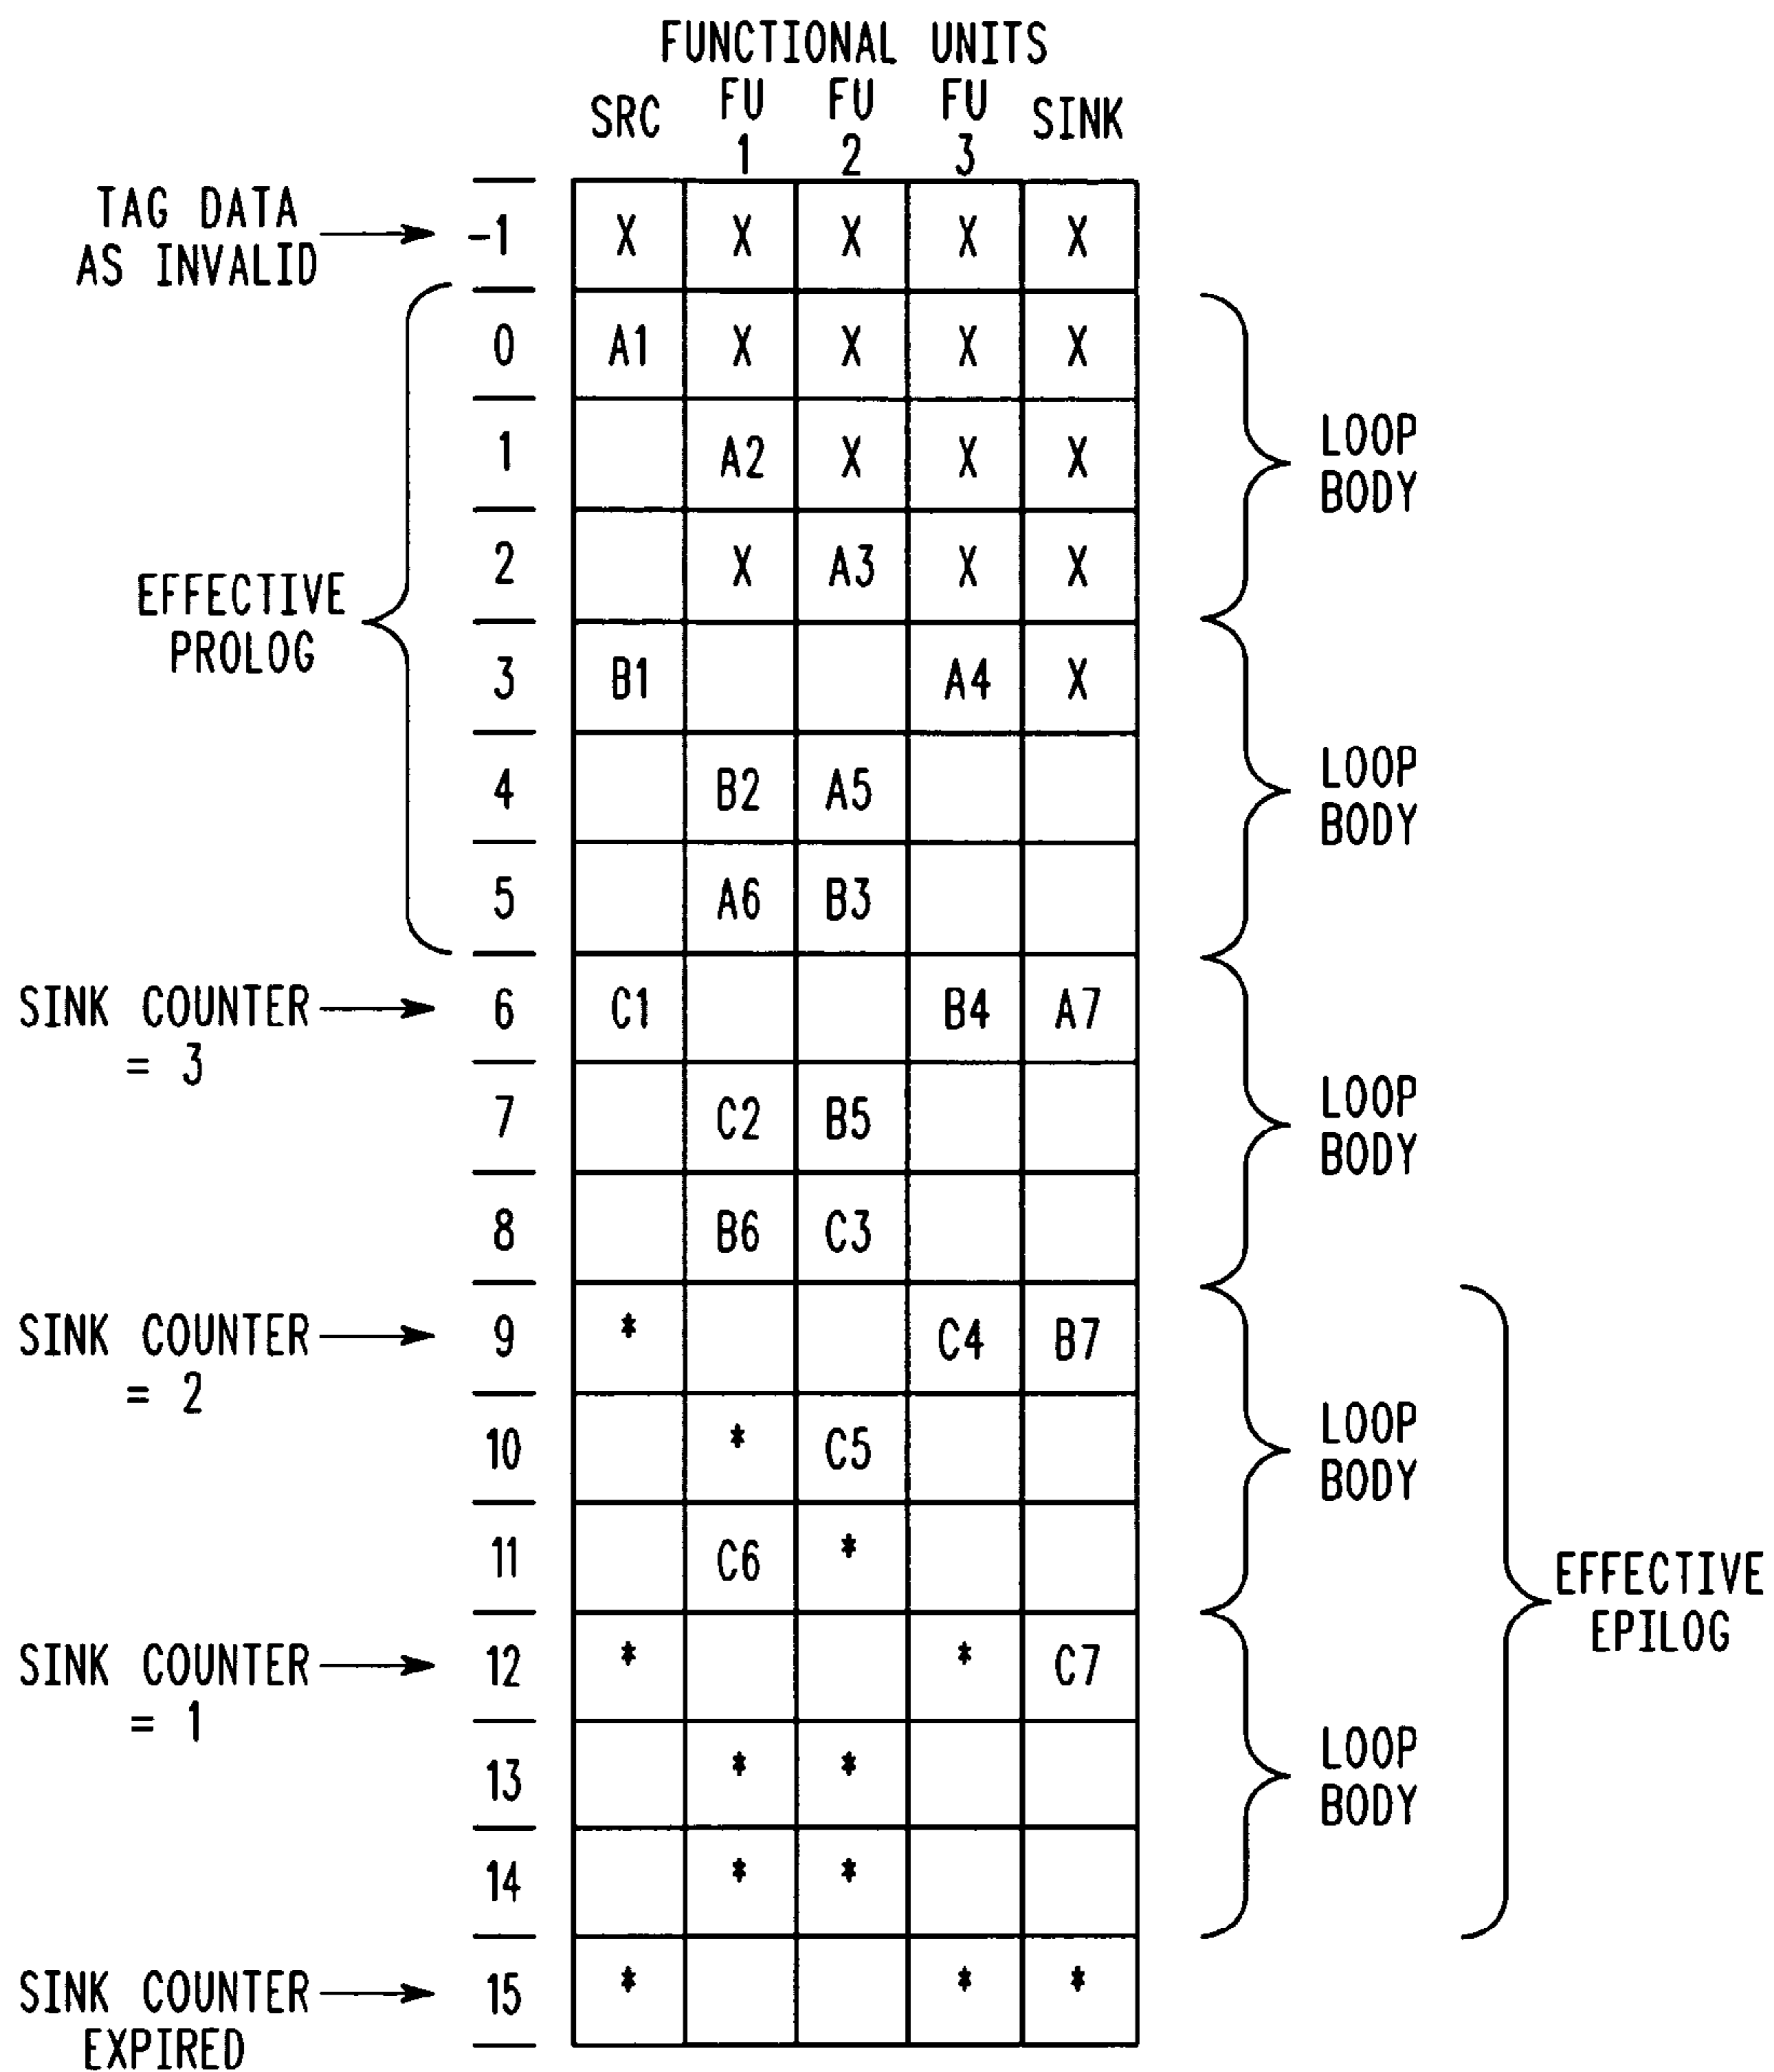 FUNCTIONAL UNITS
SRC FU 1 FU 2 FU 3 SINK
TAG DATA
AS INVALID
-1 X X X X X
0 A1 X X X X
1 A2 X X X
2 X A3 X X
EFFECTIVE
PROLOG
3 B1 A4 X
4 B2 A5
5 A6 B3
SINK COUNTER
= 3
6 C1 B4 A7
7 C2 B5
8 B6 C3
SINK COUNTER
= 2
9 * C4 B7
10 * C5
11 C6 *
SINK COUNTER
= 1
12 * * C7
13 * *
14 * *
SINK COUNTER
EXPIRED
15 * * *
LOOP
BODY
LOOP
BODY
LOOP
BODY
LOOP
BODY
LOOP
BODY
EFFECTIVE
EPILOG